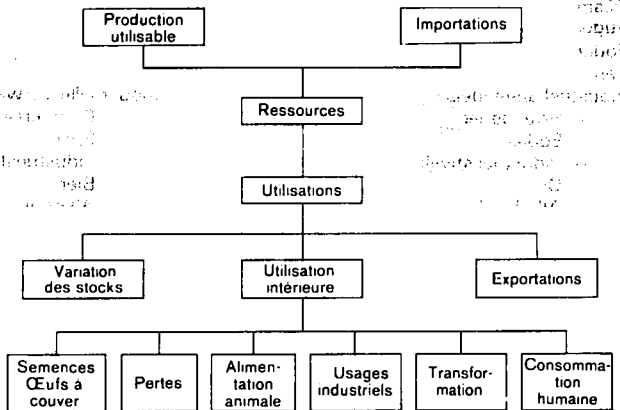 Production
utilisable
Importations
Ressources
Utilisations
Variation
des stocks
Utilisation
intérieure
Exportations
Semences
Œufs à
couver
Pertes
Alimen-
tation
animale
Usages
industriels
Transfor-
mation
Consomma-
tion
humaine